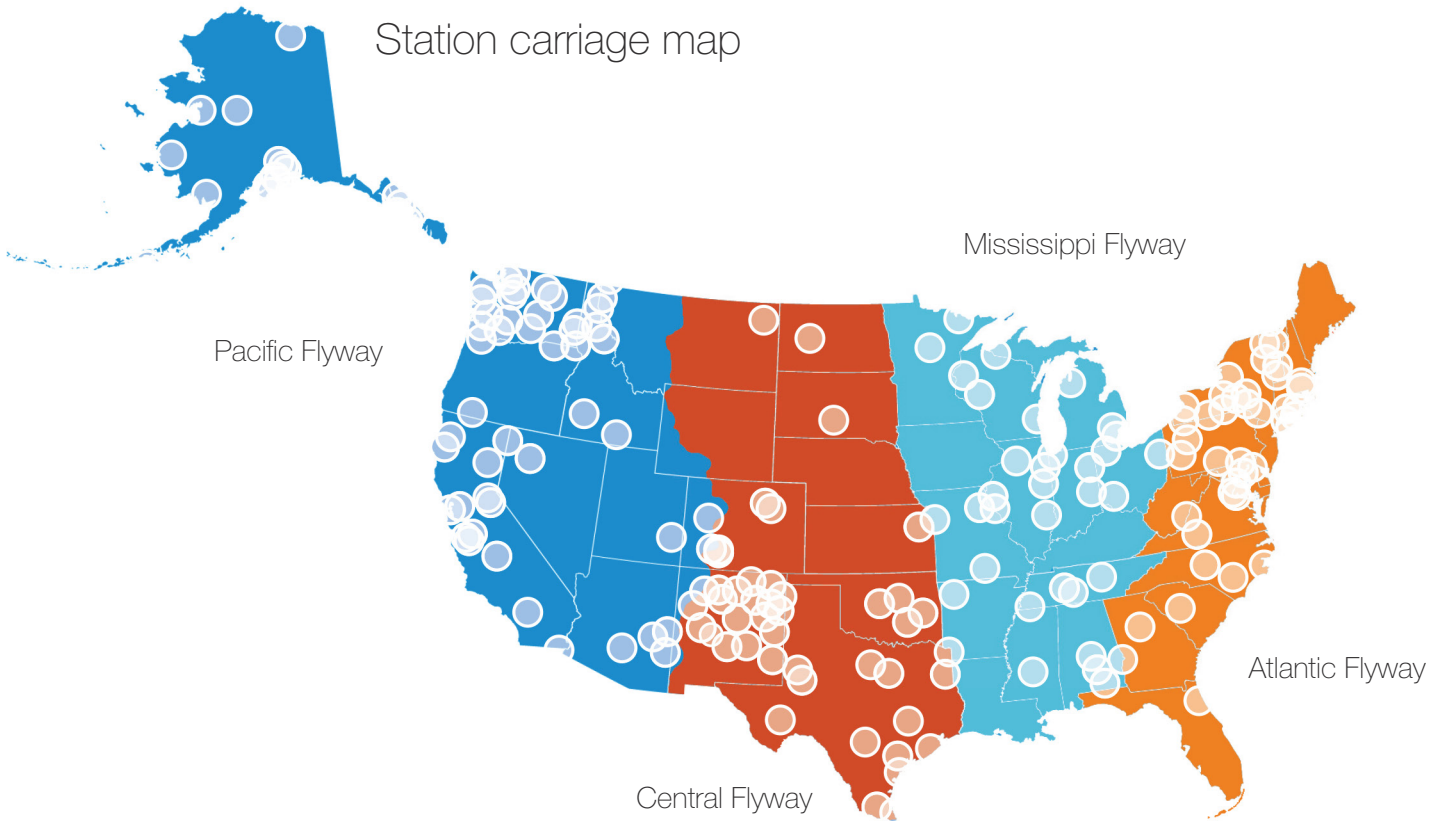 Station carriage map
Mississippi Flyway
Pacific Flyway
Atlantic Flyway
Central Flyway